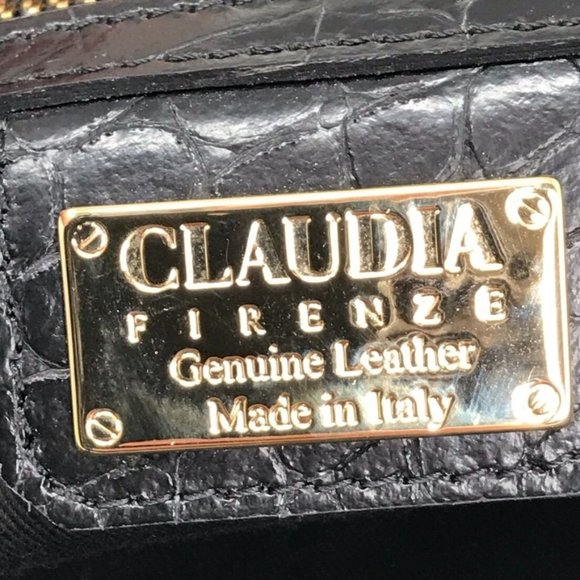 CLAUDIA
FIRENZE
Genuine Leather
Made in Italy